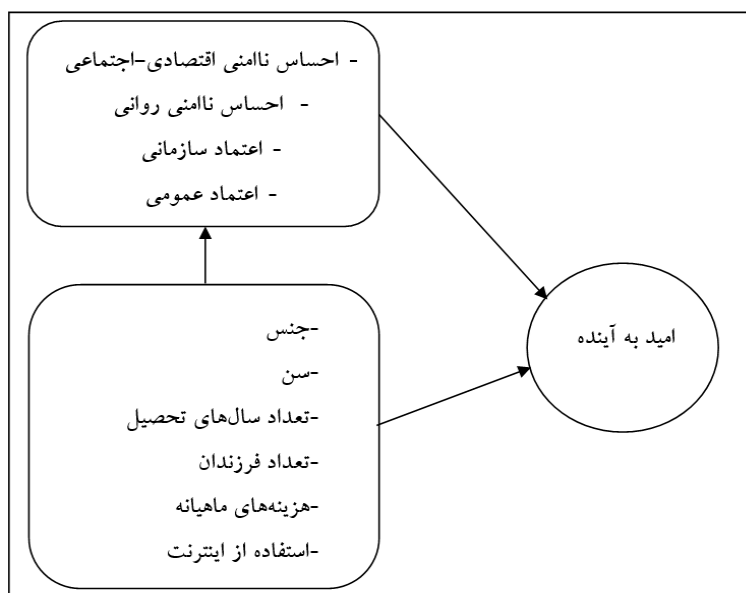 - احساس ناامنی اقتصادی-اجتماعی
- احساس ناامنی روانی
- اعتماد سازمانی
- اعتماد عمومی
امید به آینده
-جنس
-سن
-تعداد سال‌های تحصیل
-تعداد فرزندان
-هزینه‌های ماهیانه
-استفاده از اینترنت